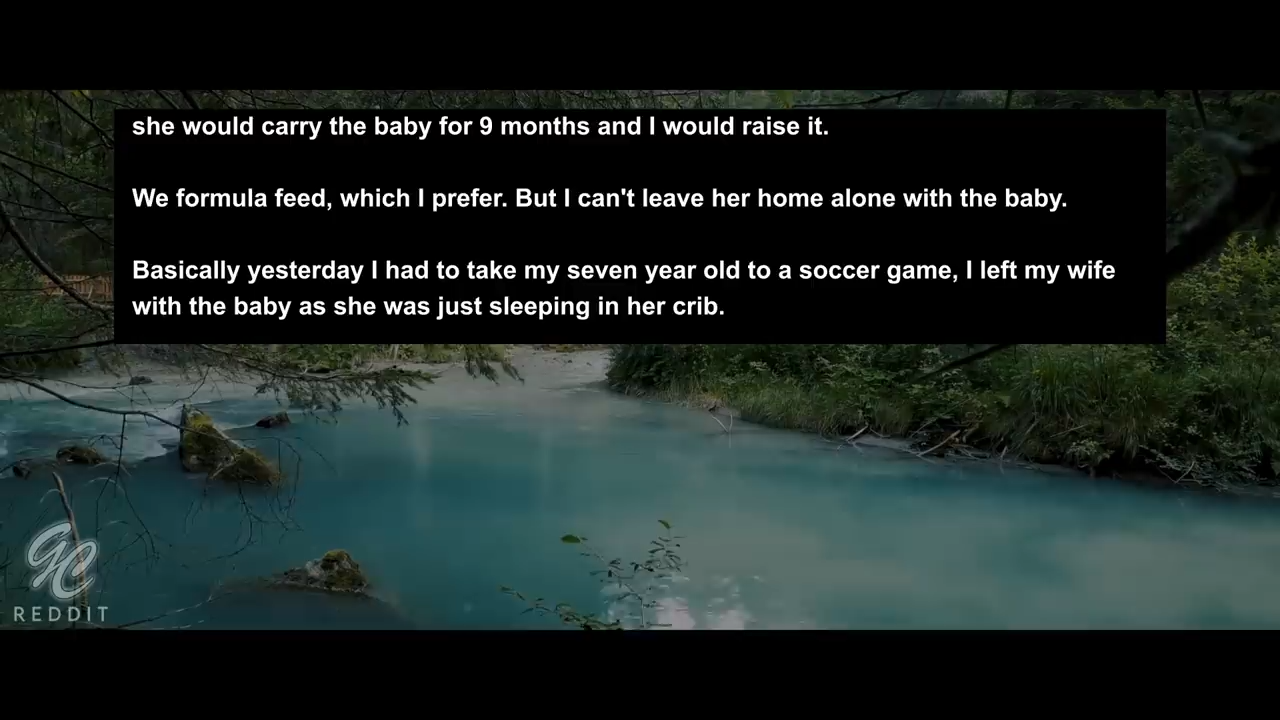 she would carry the baby for 9 months and I would raise it.
We formula feed, which I prefer. But I can't leave her home alone with the baby.
Basically yesterday I had to take my seven year old to a soccer game, I left my wife
with the baby as she was just sleeping in her crib.
GC
REDDIT